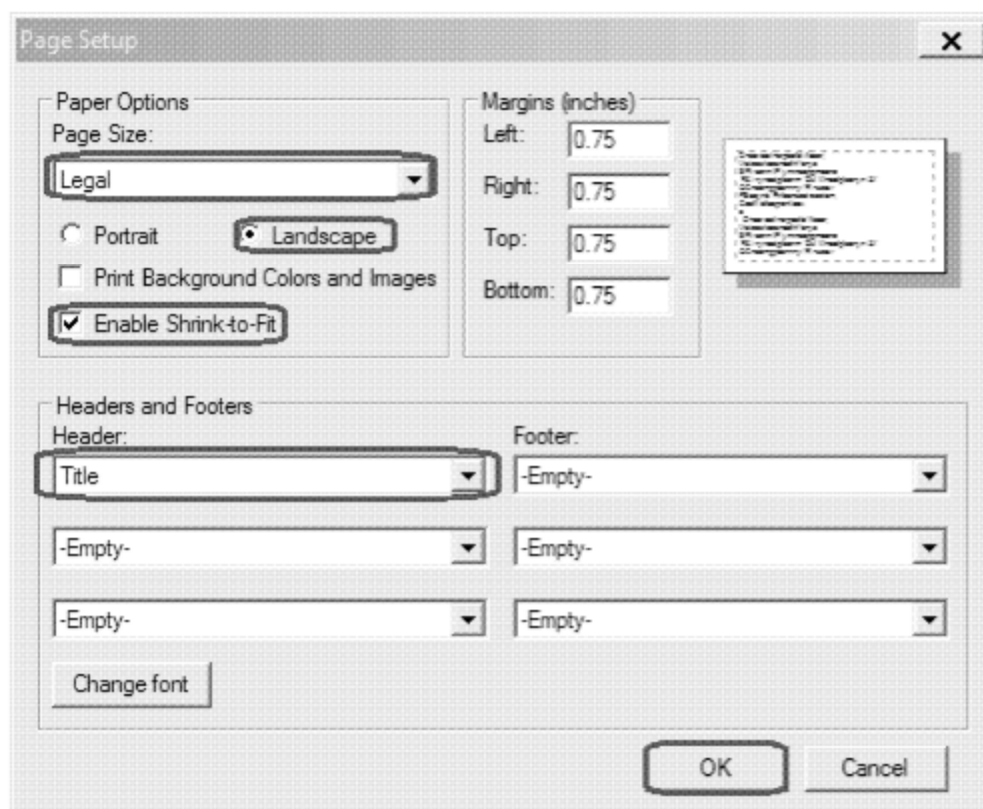 Page Setup
Paper Options
Page Size:
Legal
Portrait
Landscape
Print Background Colors and Images
Enable Shrink-to-Fit
Margins (inches)
Left: 0.75
Right: 0.75
Top: 0.75
Bottom: 0.75
Headers and Footers
Header: Footer:
Title -Empty-
-Empty- -Empty-
-Empty- -Empty-
Change font
OK Cancel